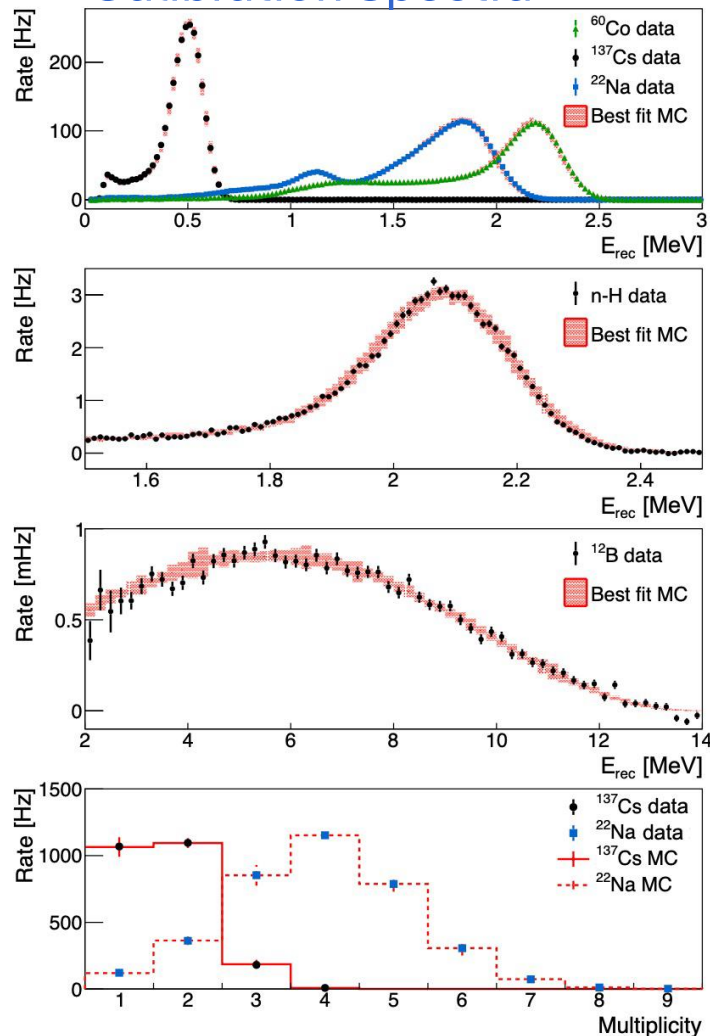 Calibration Spectra
Rate [Hz]
200
100
0
⁶⁰Co data
¹³⁷Cs data
²²Na data
Best fit MC
0 0.5 1 1.5 2 2.5 3
E_rec [MeV]
Rate [Hz]
3
2
1
0
n-H data
Best fit MC
1.6 1.8 2 2.2 2.4
E_rec [MeV]
Rate [mHz]
1
0.5
0
¹²B data
Best fit MC
2 4 6 8 10 12 14
E_rec [MeV]
Rate [Hz]
1500
1000
500
0
¹³⁷Cs data
²²Na data
¹³⁷Cs MC
²²Na MC
1 2 3 4 5 6 7 8 9
Multiplicity